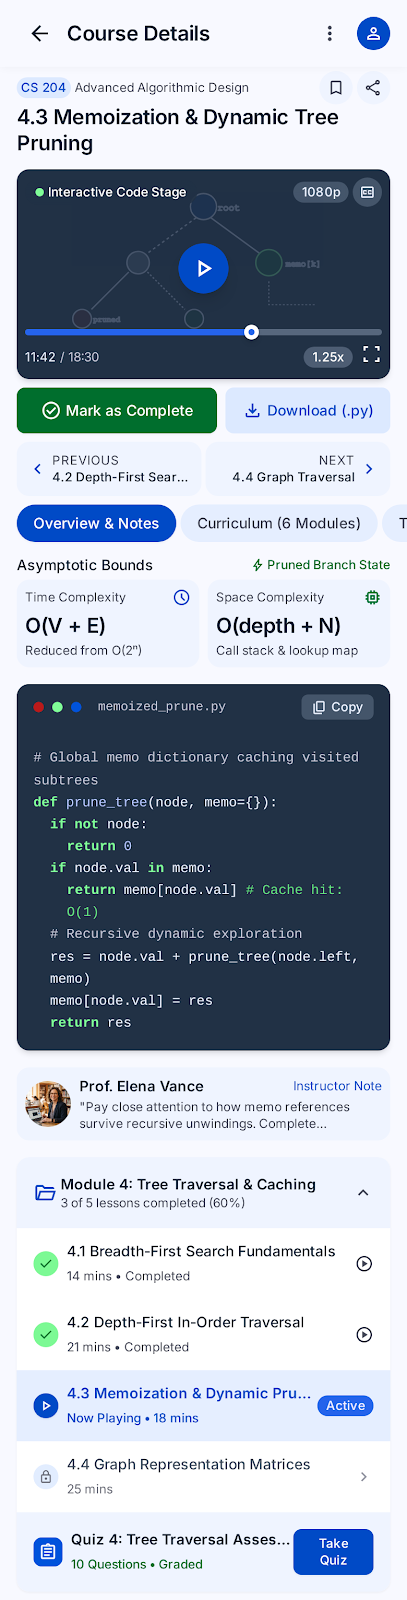 Course Details
CS 204 Advanced Algorithmic Design
4.3 Memoization & Dynamic Tree
Pruning
Interactive Code Stage 1080p CC
root
memo[k]
pruned
11:42 / 18:30 1.25x
Mark as Complete Download (.py)
PREVIOUS
4.2 Depth-First Sear...
NEXT
4.4 Graph Traversal
Overview & Notes Curriculum (6 Modules) T
Asymptotic Bounds Pruned Branch State
Time Complexity
O(V + E)
Reduced from O(2ⁿ)
Space Complexity
O(depth + N)
Call stack & lookup map
memoized_prune.py Copy
# Global memo dictionary caching visited
subtrees
def prune_tree(node, memo={}):
if not node:
return 0
if node.val in memo:
return memo[node.val] # Cache hit:
O(1)
# Recursive dynamic exploration
res = node.val + prune_tree(node.left,
memo)
memo[node.val] = res
return res
Prof. Elena Vance Instructor Note
"Pay close attention to how memo references
survive recursive unwindings. Complete...
Module 4: Tree Traversal & Caching
3 of 5 lessons completed (60%)
4.1 Breadth-First Search Fundamentals
14 mins • Completed
4.2 Depth-First In-Order Traversal
21 mins • Completed
4.3 Memoization & Dynamic Pru... Active
Now Playing • 18 mins
4.4 Graph Representation Matrices
25 mins
Quiz 4: Tree Traversal Asses...
10 Questions • Graded
Take
Quiz